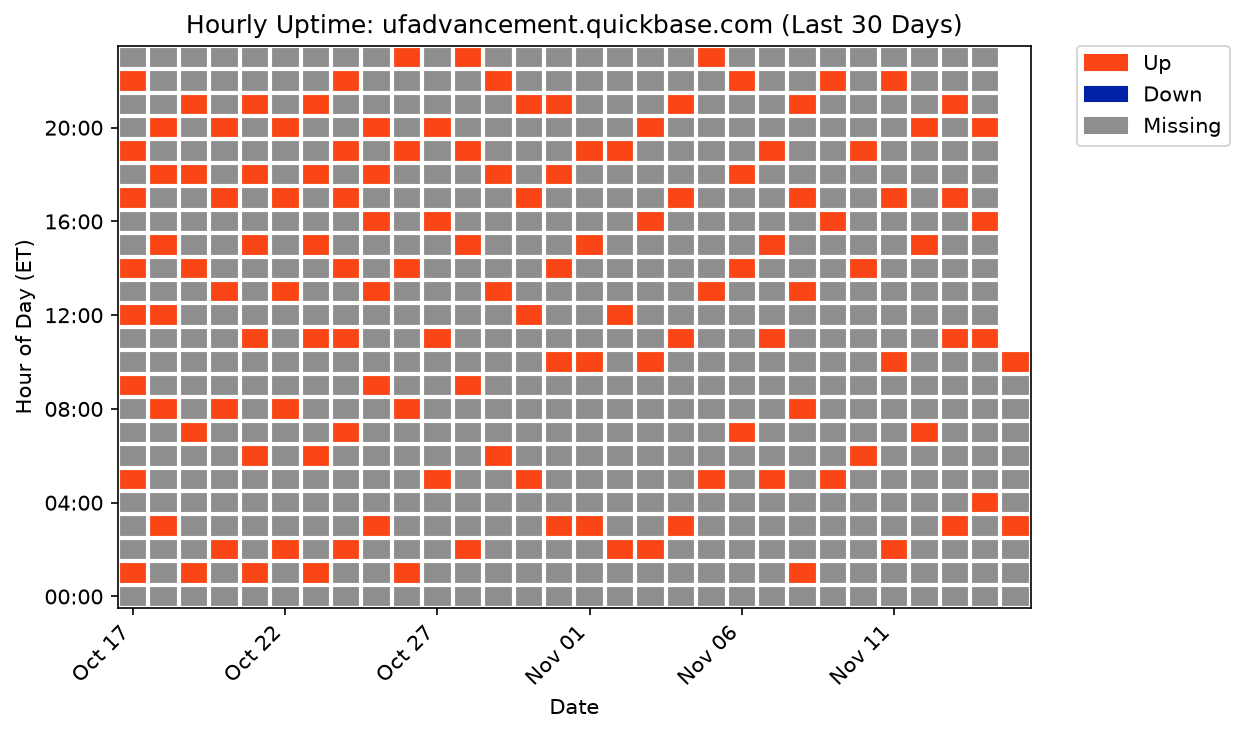 Hourly Uptime: ufadvancement.quickbase.com (Last 30 Days)
Up
Down
Missing
Hour of Day (ET)
20:00
16:00
12:00
08:00
04:00
00:00
Oct 17
Oct 22
Oct 27
Nov 01
Nov 06
Nov 11
Date